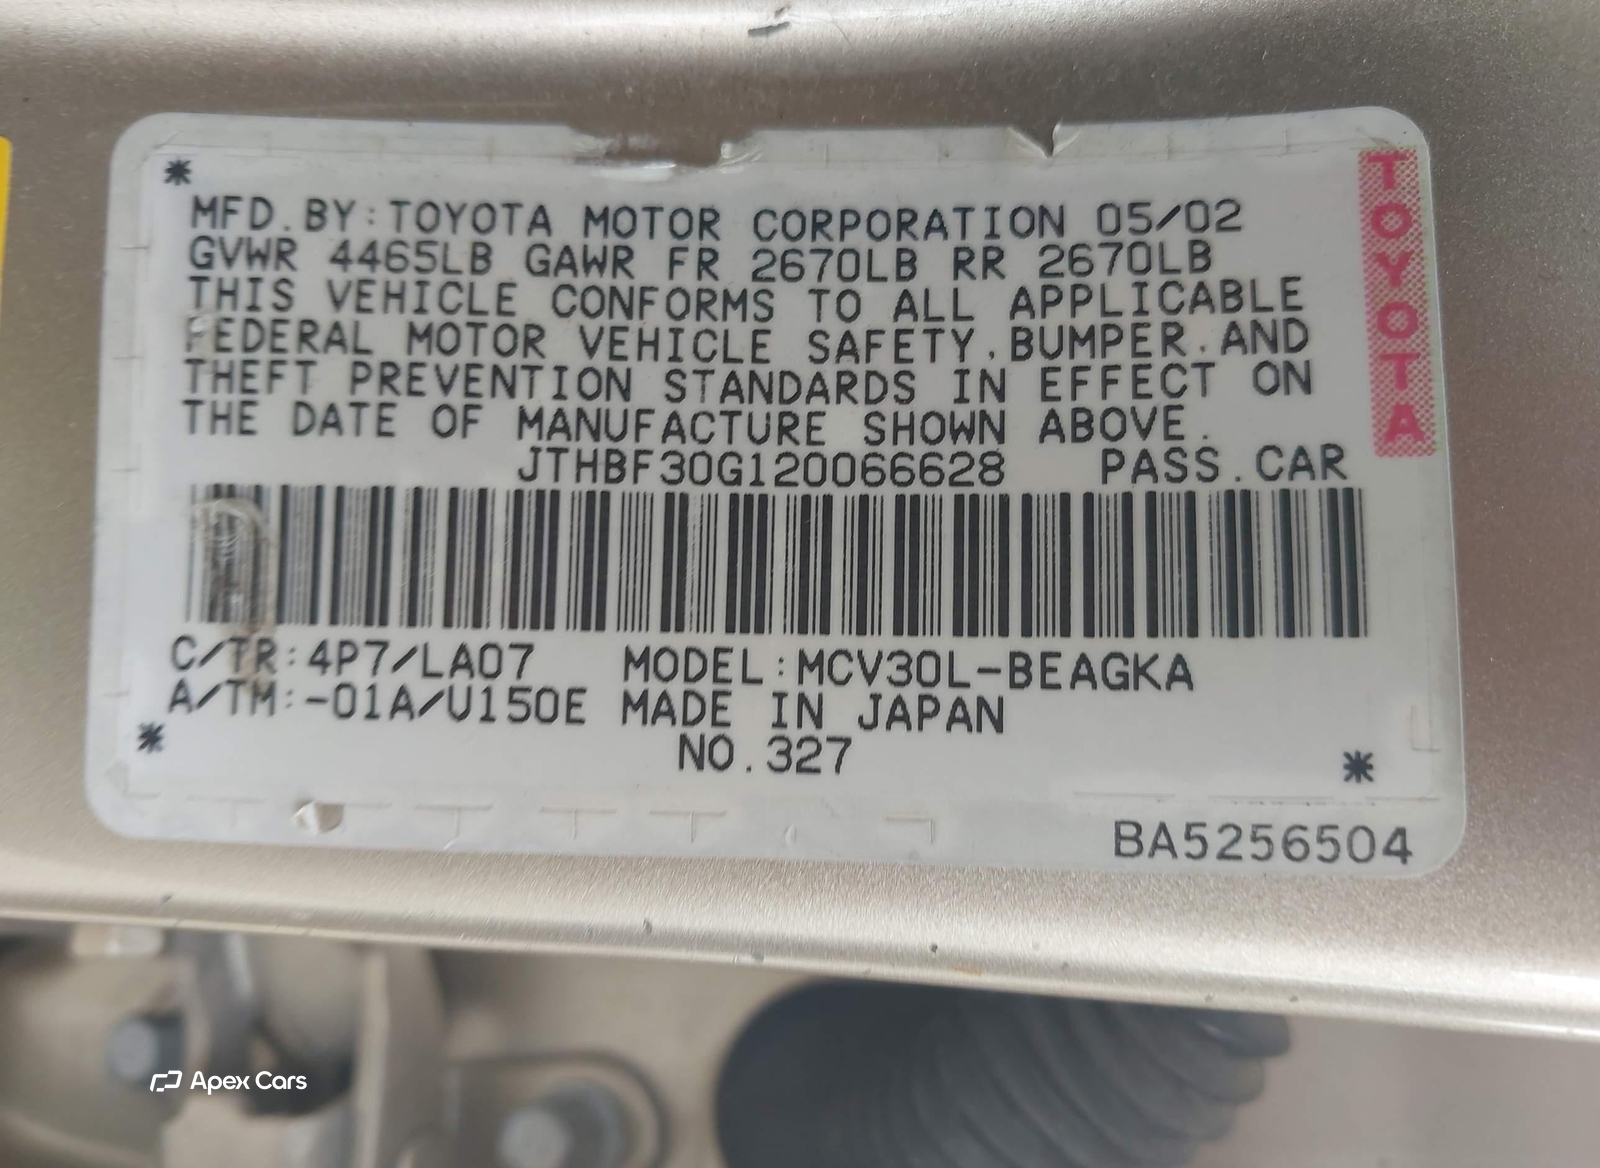 *
MFD.BY:TOYOTA MOTOR CORPORATION 05/02
GVWR 4465LB GAWR FR 2670LB RR 2670LB
THIS VEHICLE CONFORMS TO ALL APPLICABLE
FEDERAL MOTOR VEHICLE SAFETY.BUMPER.AND
THEFT PREVENTION STANDARDS IN EFFECT ON
THE DATE OF MANUFACTURE SHOWN ABOVE.
JTHBF30G120066628 PASS.CAR
C/TR:4P7/LA07 MODEL:MCV30L-BEAGKA
A/TM:-01A/U150E MADE IN JAPAN
* NO.327 *
BA5256504
TOYOTA
Apex Cars